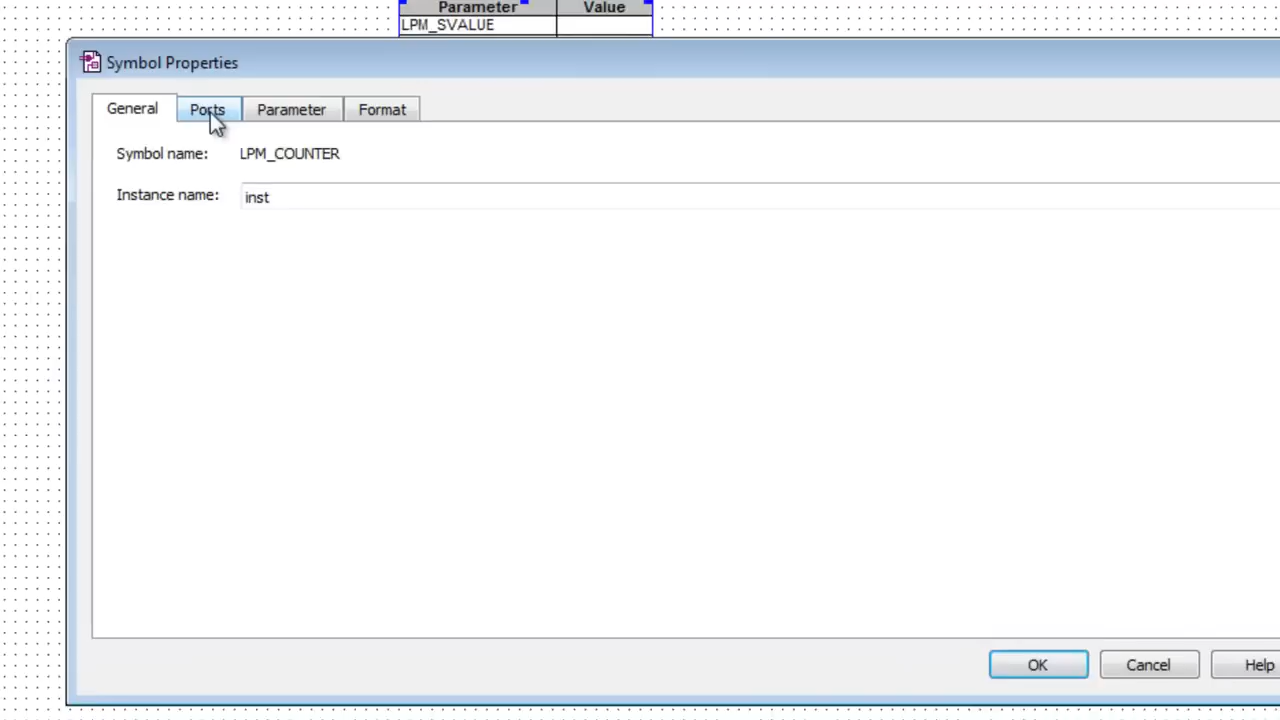 Parameter Value
LPM_SVALUE
Symbol Properties
General Ports Parameter Format
Symbol name: LPM_COUNTER
Instance name: inst
OK Cancel Help